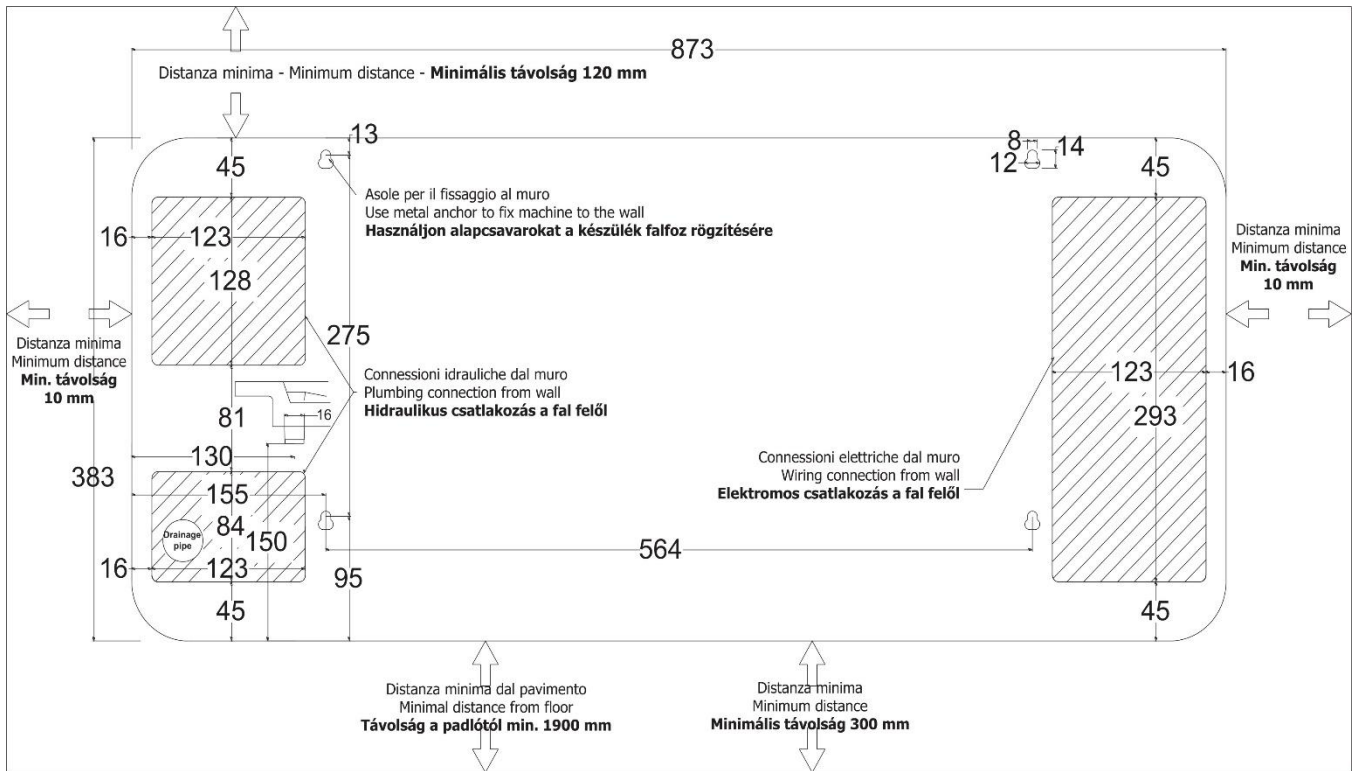 873
Distanza minima - Minimum distance - Minimális távolság 120 mm
13
8
14
12
45
45
Asole per il fissaggio al muro
Use metal anchor to fix machine to the wall
Használjon alapcsavarokat a készülék falfoz rögzítésére
16
123
128
Distanza minima
Minimum distance
Min. távolság
10 mm
275
Distanza minima
Minimum distance
Min. távolság
10 mm
Connessioni idrauliche dal muro
Plumbing connection from wall
Hidraulikus csatlakozás a fal felől
123
16
81
16
293
130
383
Connessioni elettriche dal muro
Wiring connection from wall
Elektromos csatlakozás a fal felől
155
84
Drainage
pipe
150
564
16
123
95
45
45
Distanza minima dal pavimento
Minimal distance from floor
Távolság a padlótól min. 1900 mm
Distanza minima
Minimum distance
Minimális távolság 300 mm